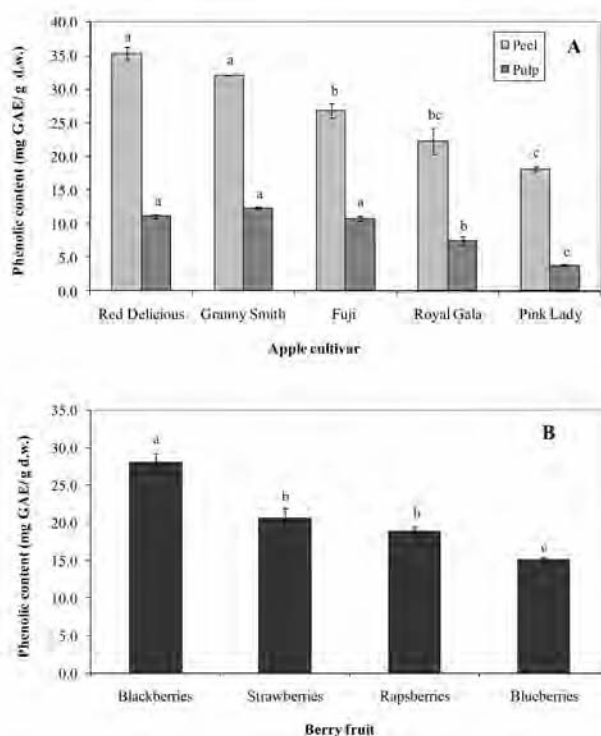 40.0
35.0
30.0
25.0
20.0
15.0
10.0
5.0
0.0
Phenolic content (mg GAE/ g d.w.)
Peel
Pulp
A
a
a
a
a
b
a
bc
b
c
c
Red Delicious
Granny Smith
Fuji
Royal Gala
Pink Lady
Apple cultivar
35.0
30.0
25.0
20.0
15.0
10.0
5.0
0.0
Phenolic content (mg GAE/ g d.w.)
B
a
b
b
c
Blackberries
Strawberries
Rapsberries
Blueberries
Berry fruit